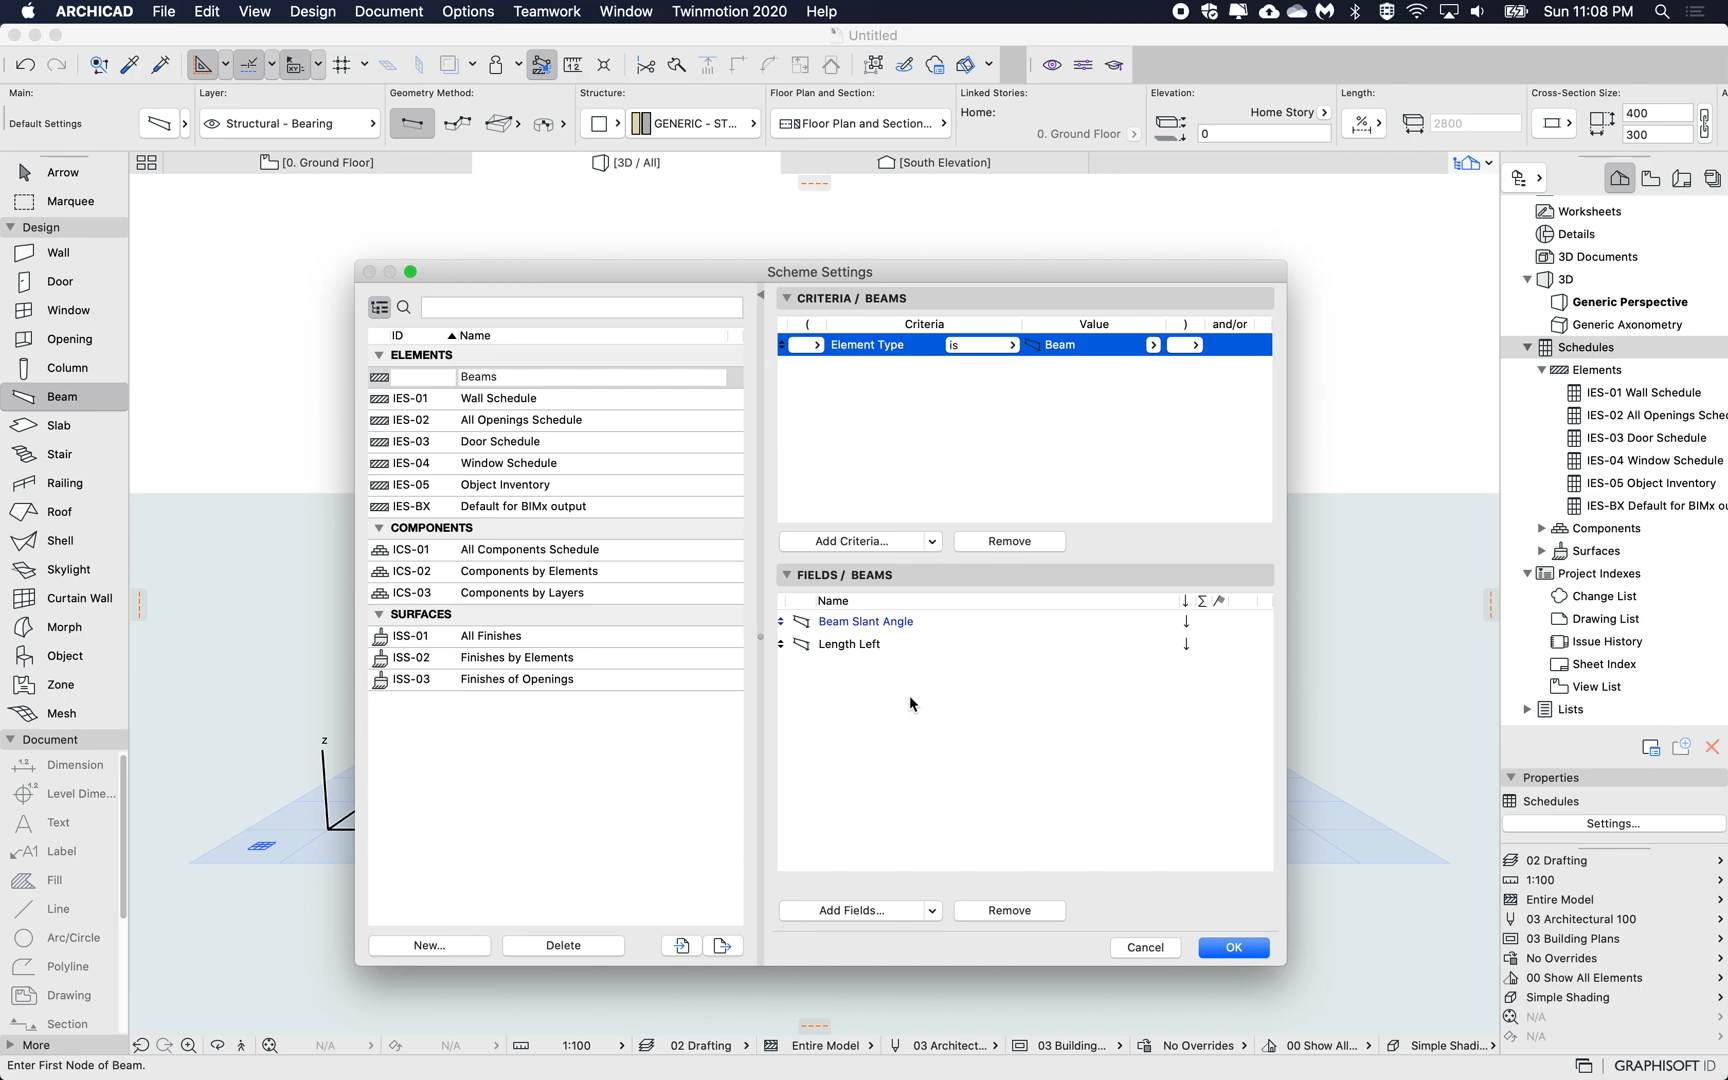 ARCHICAD File Edit View Design Document Options Teamwork Window Twinmotion 2020 Help Sun 11:08 PM
Untitled
Main: Layer: Geometry Method: Structure: Floor Plan and Section: Linked Stories: Elevation: Length: Cross-Section Size:
Default Settings Structural - Bearing GENERIC - ST... Floor Plan and Section... Home: 0. Ground Floor Home Story 0 2800 400 300
[0. Ground Floor] [3D / All] [South Elevation]
Arrow
Marquee
Design
Wall
Door
Window
Opening
Column
Beam
Slab
Stair
Railing
Roof
Shell
Skylight
Curtain Wall
Morph
Object
Zone
Mesh
Document
Dimension
Level Dime...
Text
Label
Fill
Line
Arc/Circle
Polyline
Drawing
Section
More
z
Scheme Settings
ID Name
ELEMENTS
Beams
IES-01 Wall Schedule
IES-02 All Openings Schedule
IES-03 Door Schedule
IES-04 Window Schedule
IES-05 Object Inventory
IES-BX Default for BIMx output
COMPONENTS
ICS-01 All Components Schedule
ICS-02 Components by Elements
ICS-03 Components by Layers
SURFACES
ISS-01 All Finishes
ISS-02 Finishes by Elements
ISS-03 Finishes of Openings
New... Delete
CRITERIA / BEAMS
( Criteria Value ) and/or
Element Type is Beam
Add Criteria... Remove
FIELDS / BEAMS
Name
Beam Slant Angle
Length Left
Add Fields... Remove
Cancel OK
Worksheets
Details
3D Documents
3D
Generic Perspective
Generic Axonometry
Schedules
Elements
IES-01 Wall Schedule
IES-02 All Openings Sche
IES-03 Door Schedule
IES-04 Window Schedule
IES-05 Object Inventory
IES-BX Default for BIMx ou
Components
Surfaces
Project Indexes
Change List
Drawing List
Issue History
Sheet Index
View List
Lists
Properties
Schedules
Settings...
02 Drafting
1:100
Entire Model
03 Architectural 100
03 Building Plans
No Overrides
00 Show All Elements
Simple Shading
N/A
N/A
N/A N/A 1:100 02 Drafting Entire Model 03 Architect... 03 Building... No Overrides 00 Show All... Simple Shadi...
Enter First Node of Beam. GRAPHISOFT ID